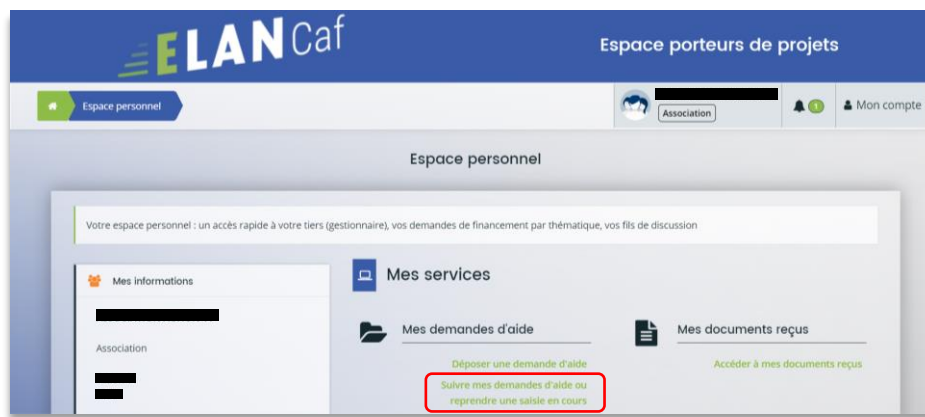 ELANCaf
Espace porteurs de projets
Espace personnel
Association
1
Mon compte
Espace personnel
Votre espace personnel : un accès rapide à votre tiers (gestionnaire), vos demandes de financement par thématique, vos fils de discussion
Mes informations
Association
Mes services
Mes demandes d'aide
Déposer une demande d'aide
Suivre mes demandes d'aide ou
reprendre une saisie en cours
Mes documents reçus
Accéder à mes documents reçus